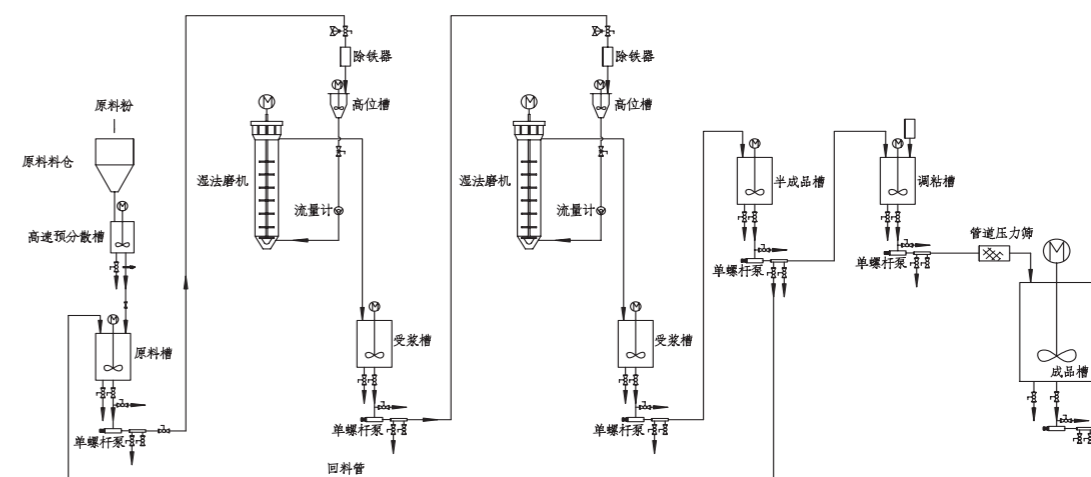 原料粉
原料料仓
高速预分散槽
M
M
原料槽
单螺杆泵
M
湿法磨机
除铁器
M
高位槽
流量计
M
受浆槽
单螺杆泵
回料管
M
湿法磨机
除铁器
M
高位槽
流量计
M
受浆槽
单螺杆泵
M
半成品槽
单螺杆泵
M
调粘槽
单螺杆泵
管道压力筛
M
成品槽